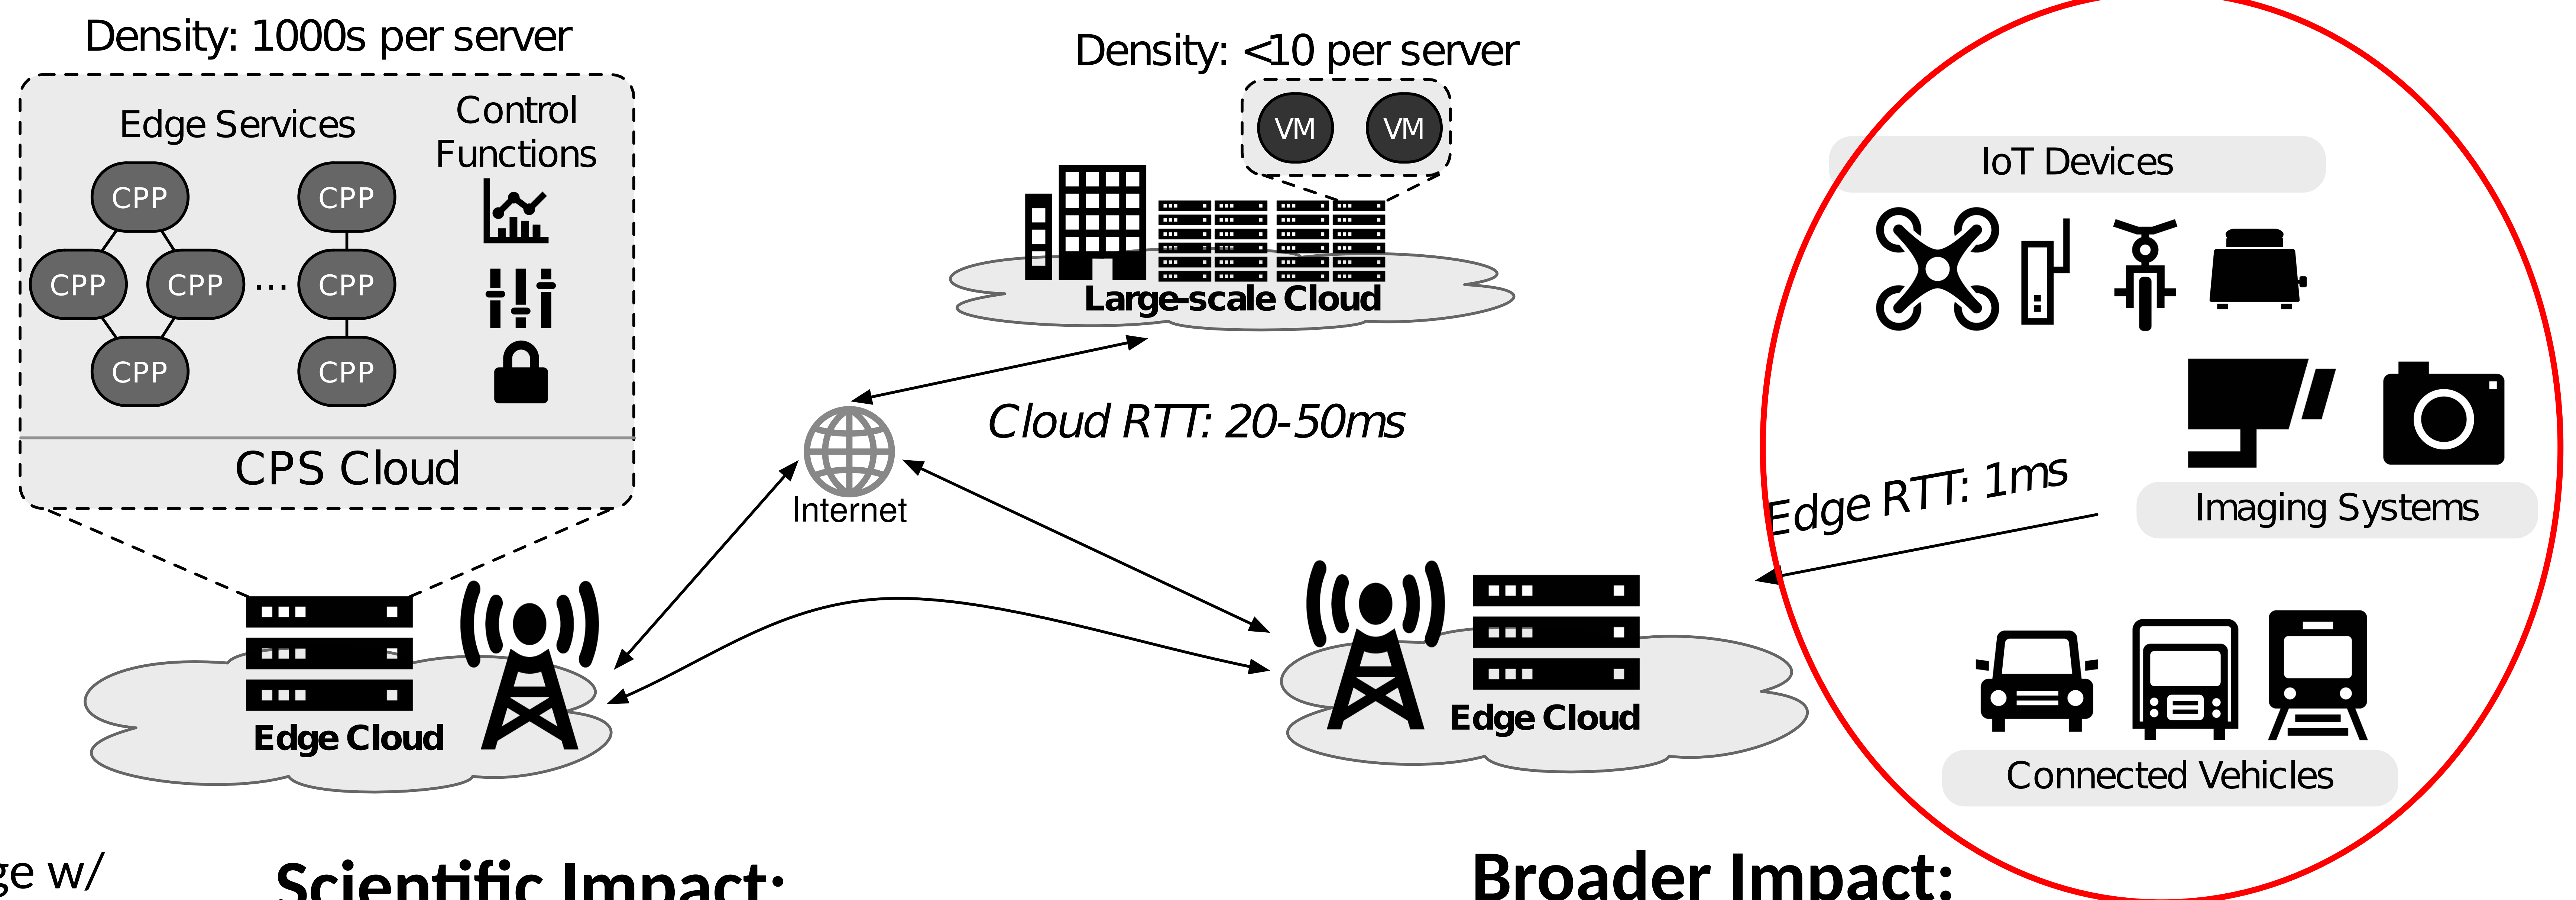 Density: 1000s per server
Edge Services
Control
Functions
CPP
CPP
CPP
CPP
...
CPP
CPP
CPP
CPS Cloud
Edge Cloud
Density: <10 per server
VM
VM
Large-scale Cloud
Cloud RTT: 20-50ms
Internet
Edge Cloud
IoT Devices
Edge RTT: 1ms
Imaging Systems
Connected Vehicles
w/
Scientific Impact:
Broader Impact: